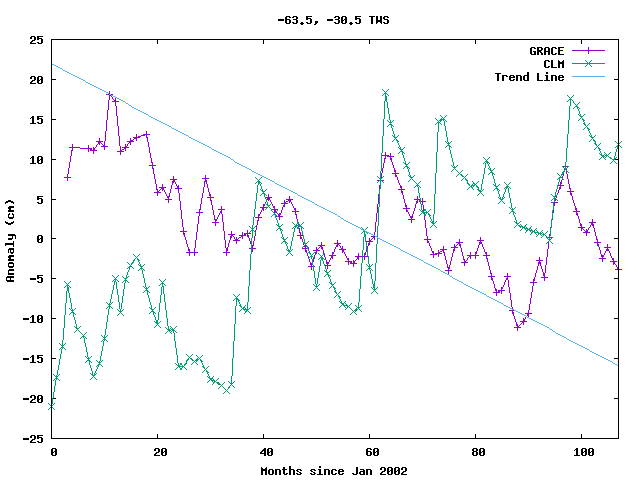 -63.5, -30.5 TWS
GRACE
CLM
Trend Line
25
20
15
10
5
0
-5
-10
-15
-20
-25
Anomaly (cm)
0 20 40 60 80 100
Months since Jan 2002